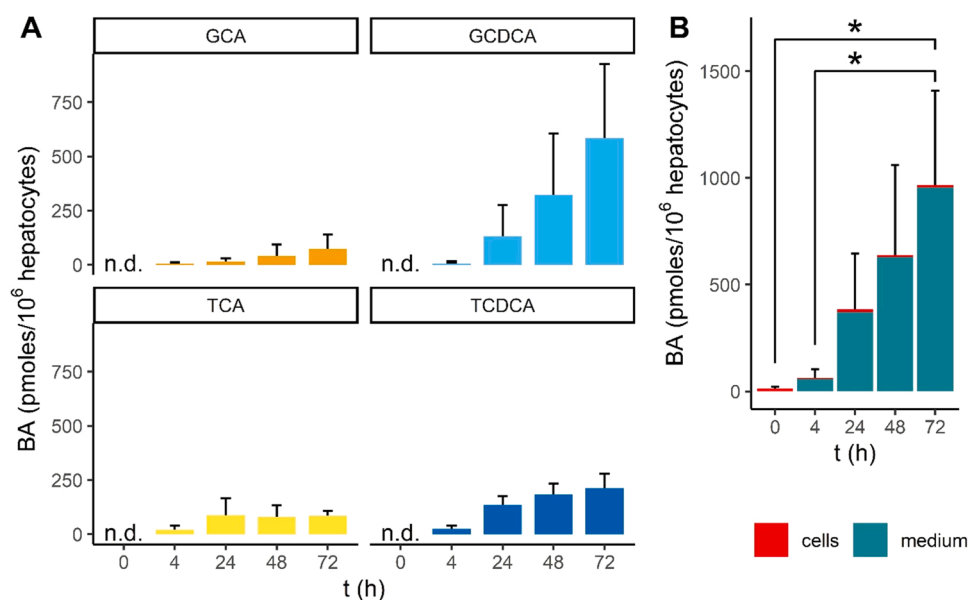 A
GCA
GCDCA
BA (pmoles/10⁶ hepatocytes)
750
500
250
0
n.d.
n.d.
TCA
TCDCA
750
500
250
0
n.d.
n.d.
0 4 24 48 72
0 4 24 48 72
t (h)
B
*
*
BA (pmoles/10⁶ hepatocytes)
1500
1000
500
0
0 4 24 48 72
t (h)
cells
medium